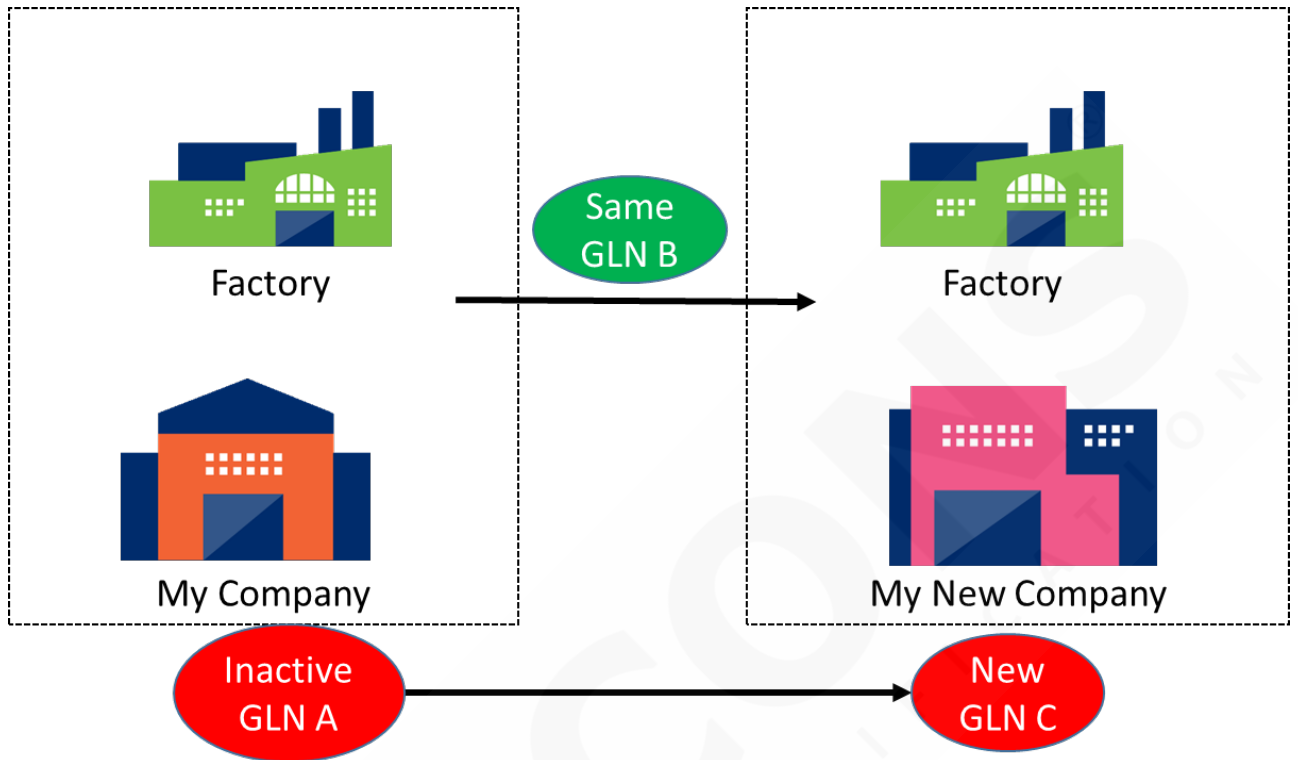 Same
GLN B
Factory
Factory
My Company
My New Company
Inactive
GLN A
New
GLN C